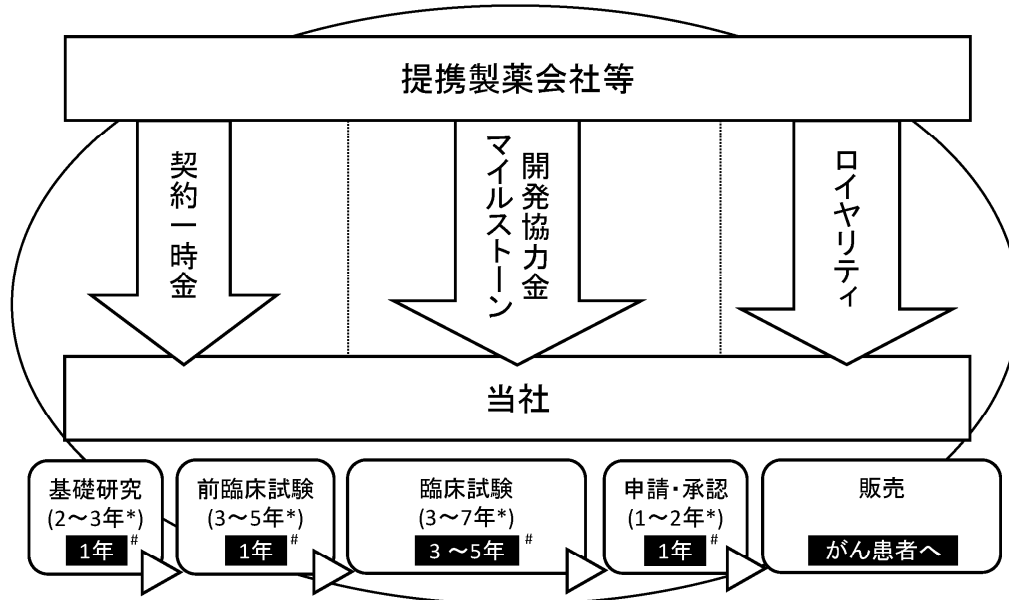 提携製薬会社等
契約一時金
開発協力金
マイルストーン
ロイヤリティ
当社
基礎研究
(2～3年*)
1年#
前臨床試験
(3～5年*)
1年#
臨床試験
(3～7年*)
3～5年#
申請・承認
(1～2年*)
1年#
販売
がん患者へ